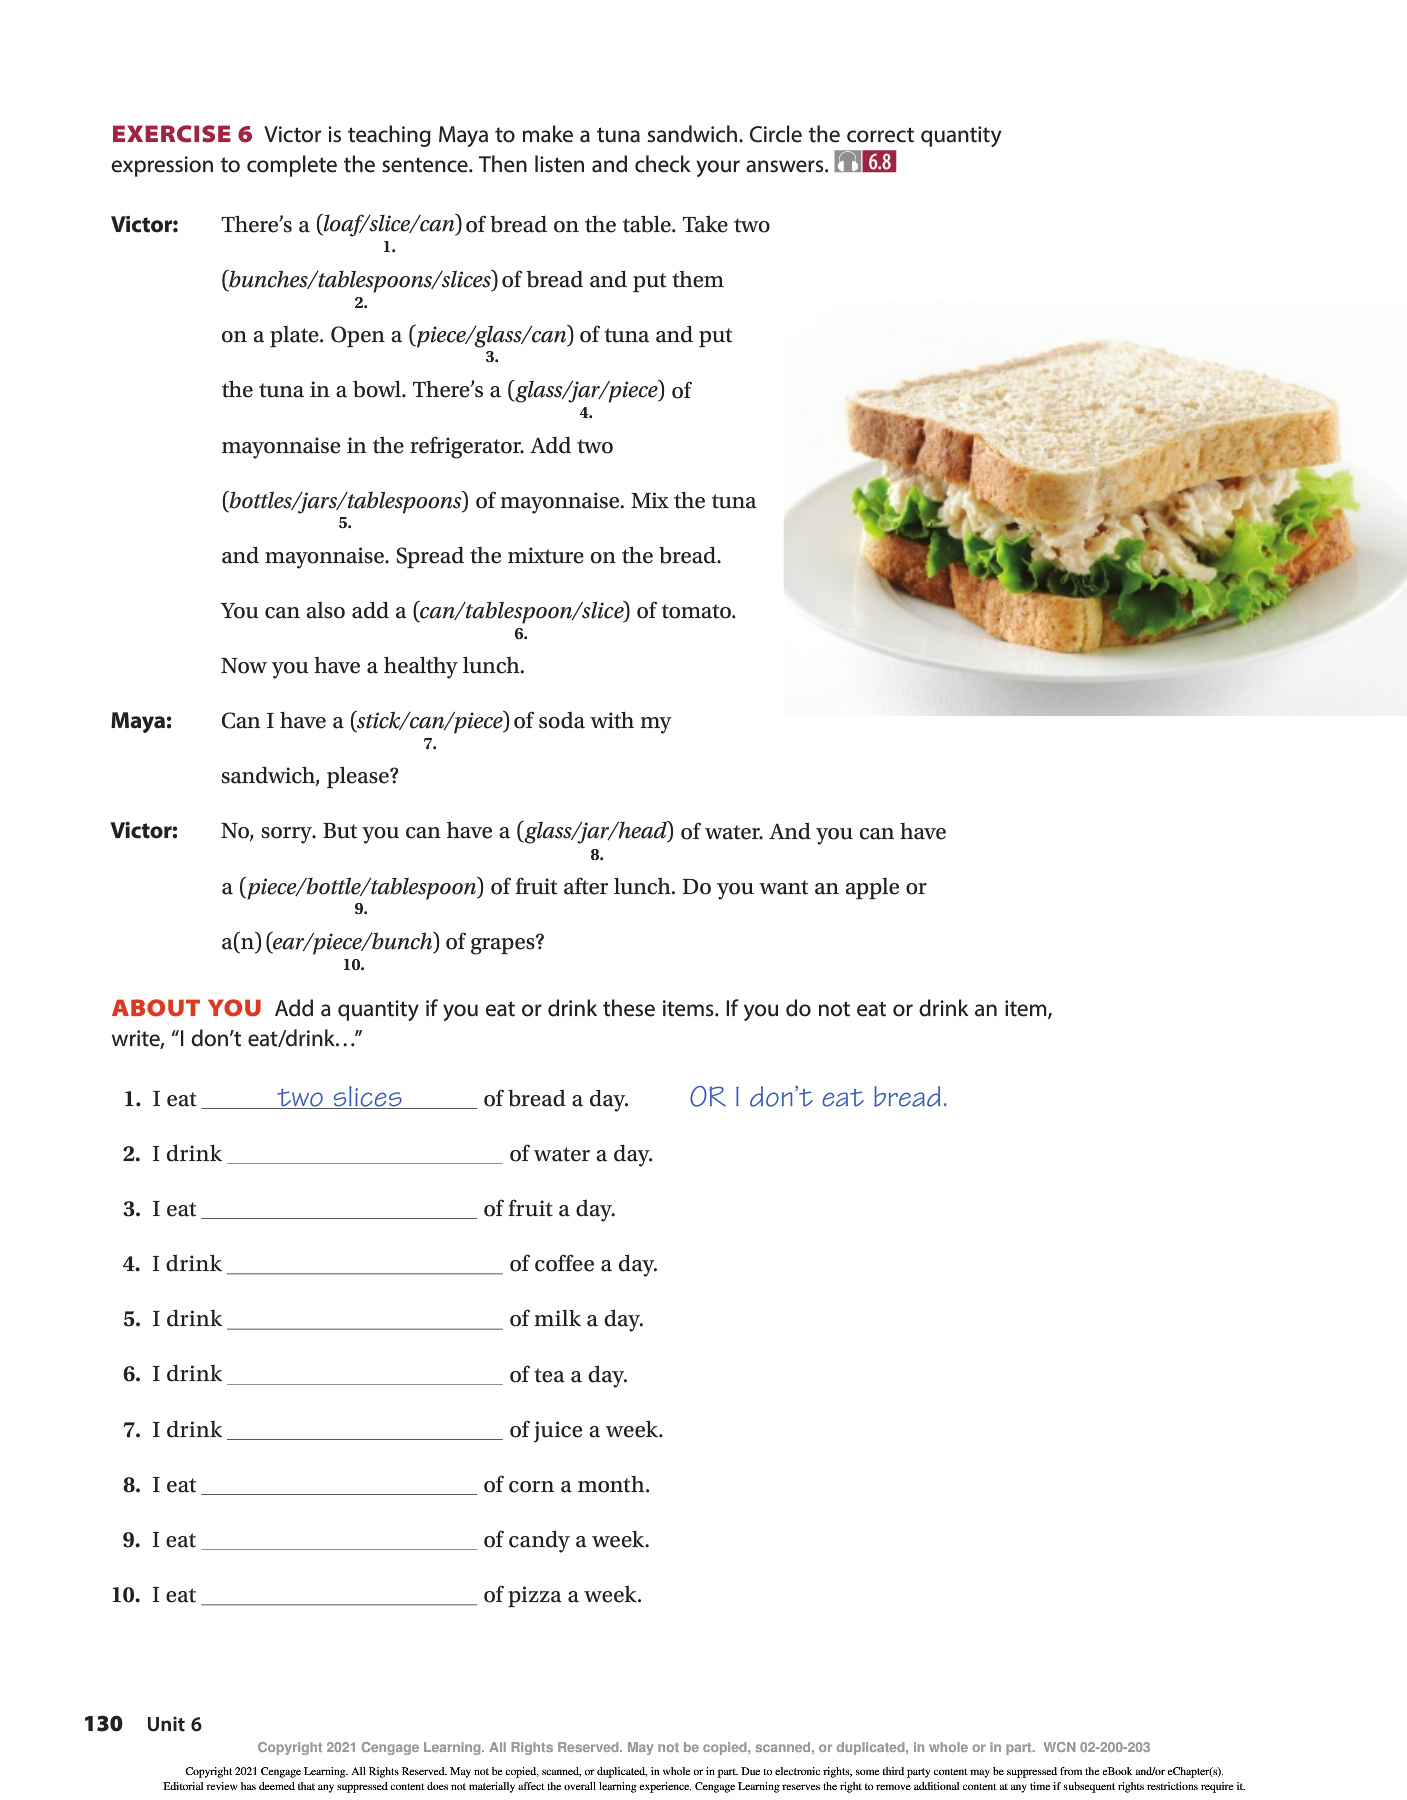 EXERCISE 6 Victor is teaching Maya to make a tuna sandwich. Circle the correct quantity
expression to complete the sentence. Then listen and check your answers. 6.8
Victor: There's a (loaf/slice/can) of bread on the table. Take two
1.
(bunches/tablespoons/slices) of bread and put them
2.
on a plate. Open a (piece/glass/can) of tuna and put
3.
the tuna in a bowl. There's a (glass/jar/piece) of
4.
mayonnaise in the refrigerator. Add two
(bottles/jars/tablespoons) of mayonnaise. Mix the tuna
5.
and mayonnaise. Spread the mixture on the bread.
You can also add a (can/tablespoon/slice) of tomato.
6.
Now you have a healthy lunch.
Maya: Can I have a (stick/can/piece) of soda with my
7.
sandwich, please?
Victor: No, sorry. But you can have a (glass/jar/head) of water. And you can have
8.
a (piece/bottle/tablespoon) of fruit after lunch. Do you want an apple or
9.
a(n) (ear/piece/bunch) of grapes?
10.
ABOUT YOU Add a quantity if you eat or drink these items. If you do not eat or drink an item,
write, “I don't eat/drink…”
1. I eat two slices of bread a day. OR I don't eat bread.
2. I drink of water a day.
3. I eat of fruit a day.
4. I drink of coffee a day.
5. I drink of milk a day.
6. I drink of tea a day.
7. I drink of juice a week.
8. I eat of corn a month.
9. I eat of candy a week.
10. I eat of pizza a week.
130 Unit 6
Copyright 2021 Cengage Learning. All Rights Reserved. May not be copied, scanned, or duplicated, in whole or in part. WCN 02-200-203
Copyright 2021 Cengage Learning. All Rights Reserved. May not be copied, scanned, or duplicated, in whole or in part. Due to electronic rights, some third party content may be suppressed from the eBook and/or eChapter(s).
Editorial review has deemed that any suppressed content does not materially affect the overall learning experience. Cengage Learning reserves the right to remove additional content at any time if subsequent rights restrictions require it.